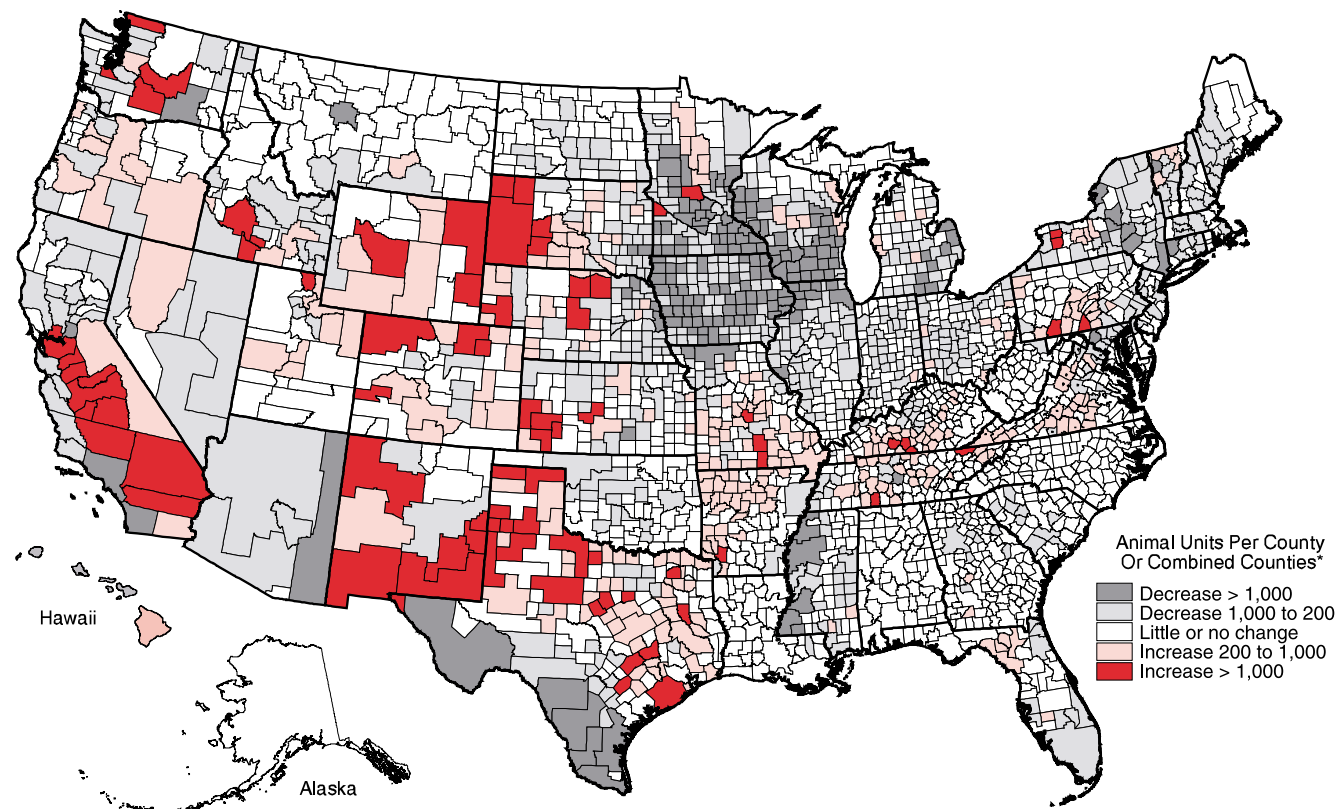 Animal Units Per County
Or Combined Counties*
Decrease > 1,000
Decrease 1,000 to 200
Little or no change
Increase 200 to 1,000
Increase > 1,000
Hawaii
Alaska